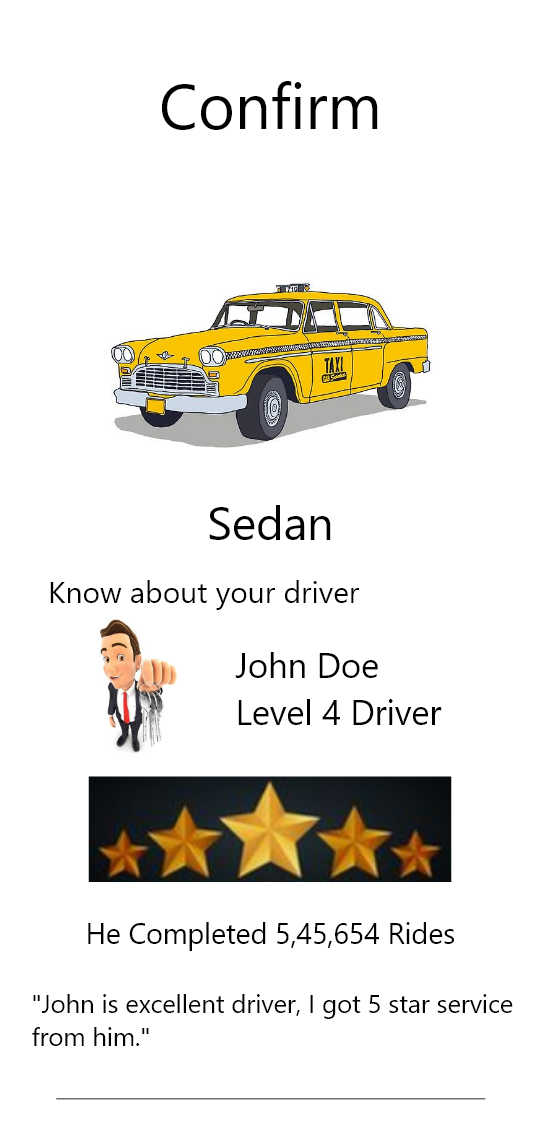 Confirm
TAXI
Sedan
Know about your driver
John Doe
Level 4 Driver
He Completed 5,45,654 Rides
"John is excellent driver, I got 5 star service
from him."